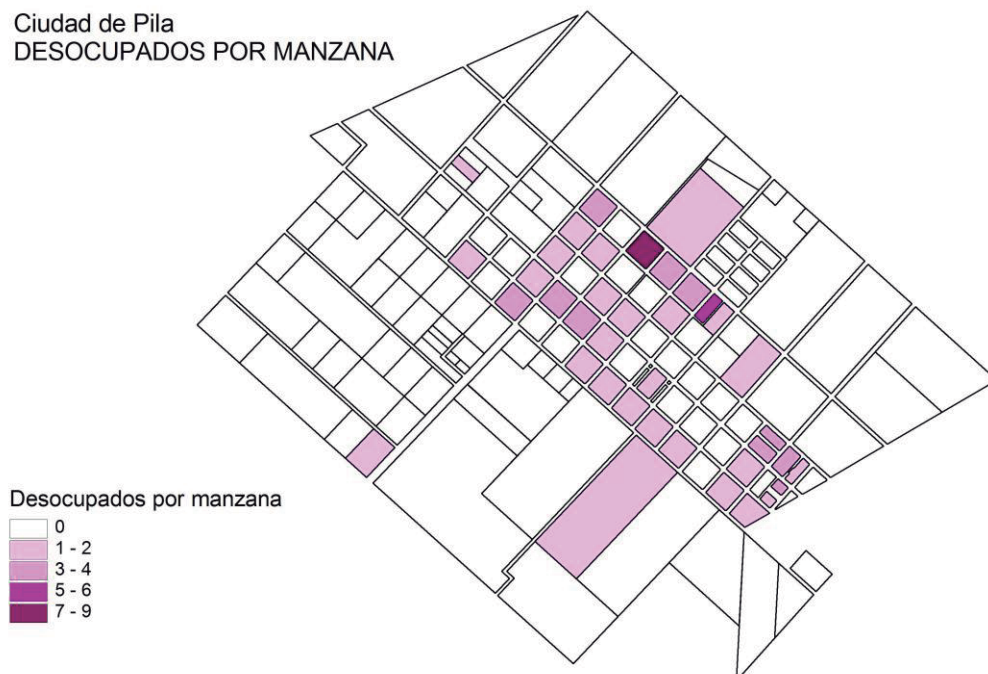 Ciudad de Pila
DESOCUPADOS POR MANZANA
Desocupados por manzana
0
1 - 2
3 - 4
5 - 6
7 - 9